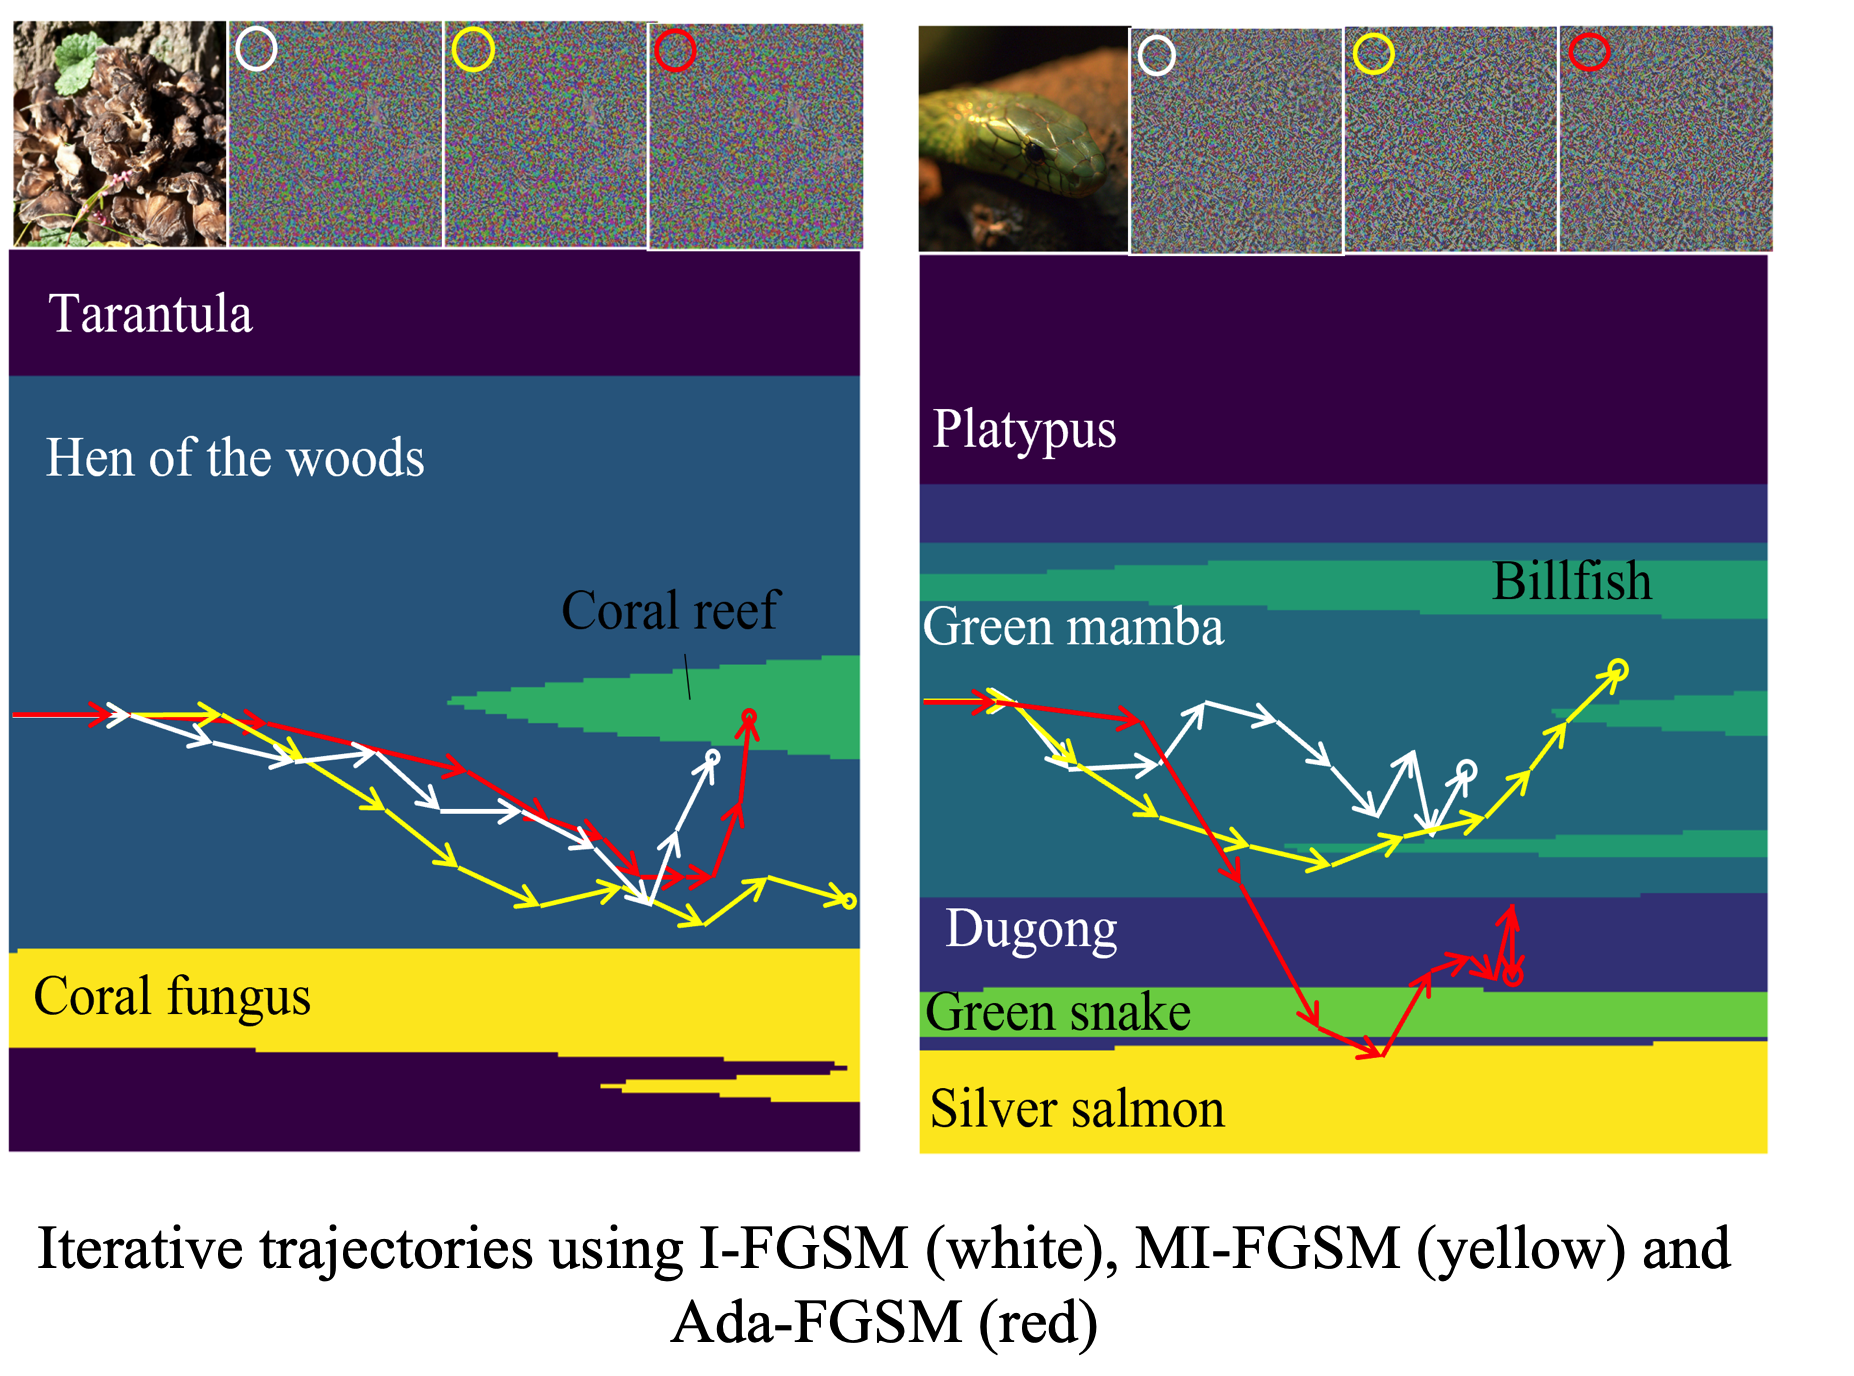 Tarantula
Hen of the woods
Coral reef
Coral fungus
Platypus
Billfish
Green mamba
Dugong
Green snake
Silver salmon
Iterative trajectories using I-FGSM (white), MI-FGSM (yellow) and
Ada-FGSM (red)